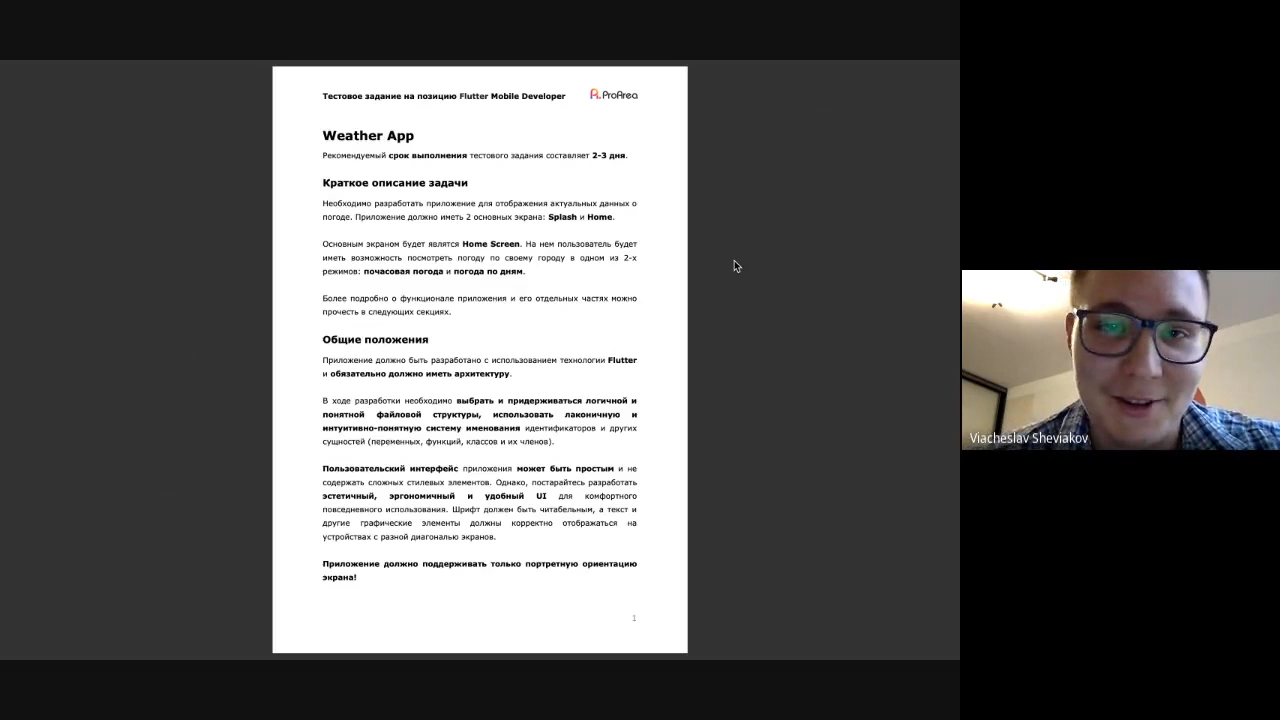 Тестовое задание на позицию Flutter Mobile Developer
ProArea
Weather App
Рекомендуемый срок выполнения тестового задания составляет 2-3 дня.
Краткое описание задачи
Необходимо разработать приложение для отображения актуальных данных о
погоде. Приложение должно иметь 2 основных экрана: Splash и Home.
Основным экраном будет являтся Home Screen. На нем пользователь будет
иметь возможность посмотреть погоду по своему городу в одном из 2-х
режимов: почасовая погода и погода по дням.
Более подробно о функционале приложения и его отдельных частях можно
прочесть в следующих секциях.
Общие положения
Приложение должно быть разработано с использованием технологии Flutter
и обязательно должно иметь архитектуру.
В ходе разработки необходимо выбрать и придерживаться логичной и
понятной файловой структуры, использовать лаконичную и
интуитивно-понятную систему именования идентификаторов и других
сущностей (переменных, функций, классов и их членов).
Пользовательский интерфейс приложения может быть простым и не
содержать сложных стилевых элементов. Однако, постарайтесь разработать
эстетичный, эргономичный и удобный UI для комфортного
повседневного использования. Шрифт должен быть читабельным, а текст и
другие графические элементы должны корректно отображаться на
устройствах с разной диагональю экранов.
Приложение должно поддерживать только портретную ориентацию
экрана!
1
Viacheslav Sheviakov